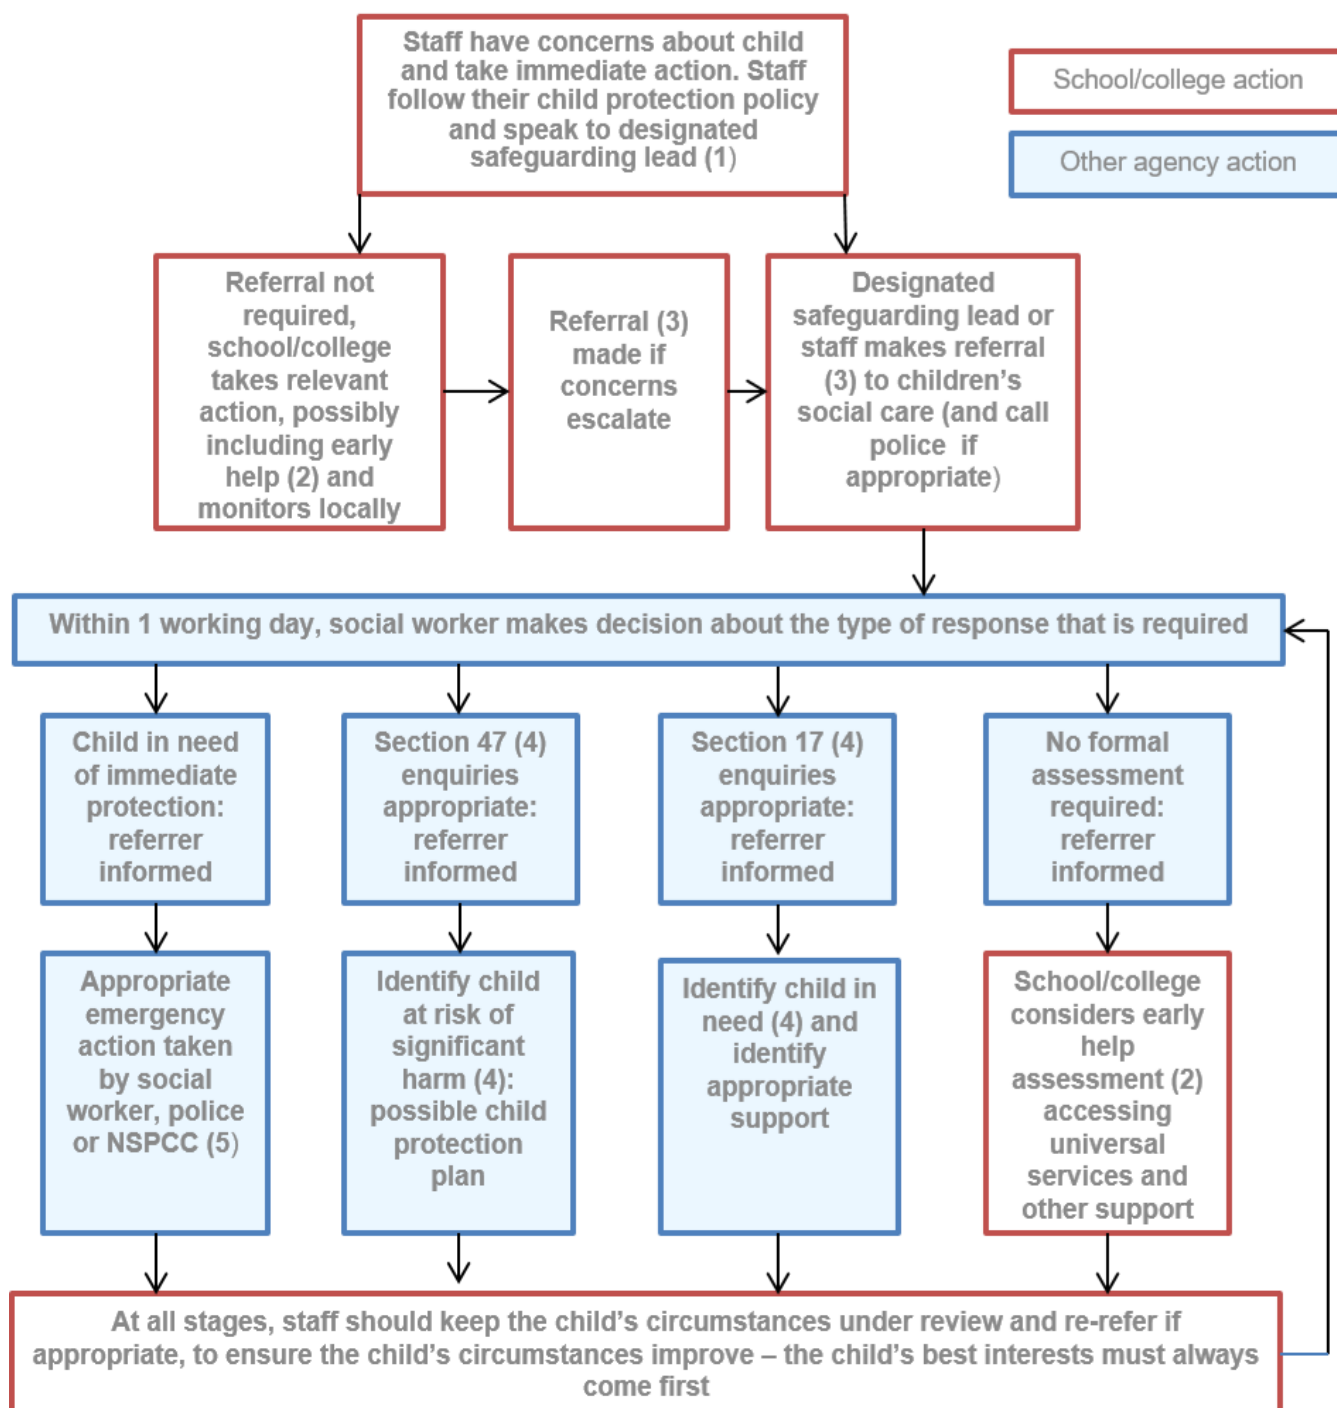 Staff have concerns about child
and take immediate action. Staff
follow their child protection policy
and speak to designated
safeguarding lead (1)
School/college action
Other agency action
Referral not
required,
school/college
takes relevant
action, possibly
including early
help (2) and
monitors locally
Referral (3)
made if
concerns
escalate
Designated
safeguarding lead or
staff makes referral
(3) to children’s
social care (and call
police if
appropriate)
Within 1 working day, social worker makes decision about the type of response that is required
Child in need
of immediate
protection:
referrer
informed
Section 47 (4)
enquiries
appropriate:
referrer
informed
Section 17 (4)
enquiries
appropriate:
referrer
informed
No formal
assessment
required:
referrer
informed
Appropriate
emergency
action taken
by social
worker, police
or NSPCC (5)
Identify child
at risk of
significant
harm (4):
possible child
protection
plan
Identify child in
need (4) and
identify
appropriate
support
School/college
considers early
help
assessment (2)
accessing
universal
services and
other support
At all stages, staff should keep the child’s circumstances under review and re-refer if
appropriate, to ensure the child’s circumstances improve – the child’s best interests must always
come first